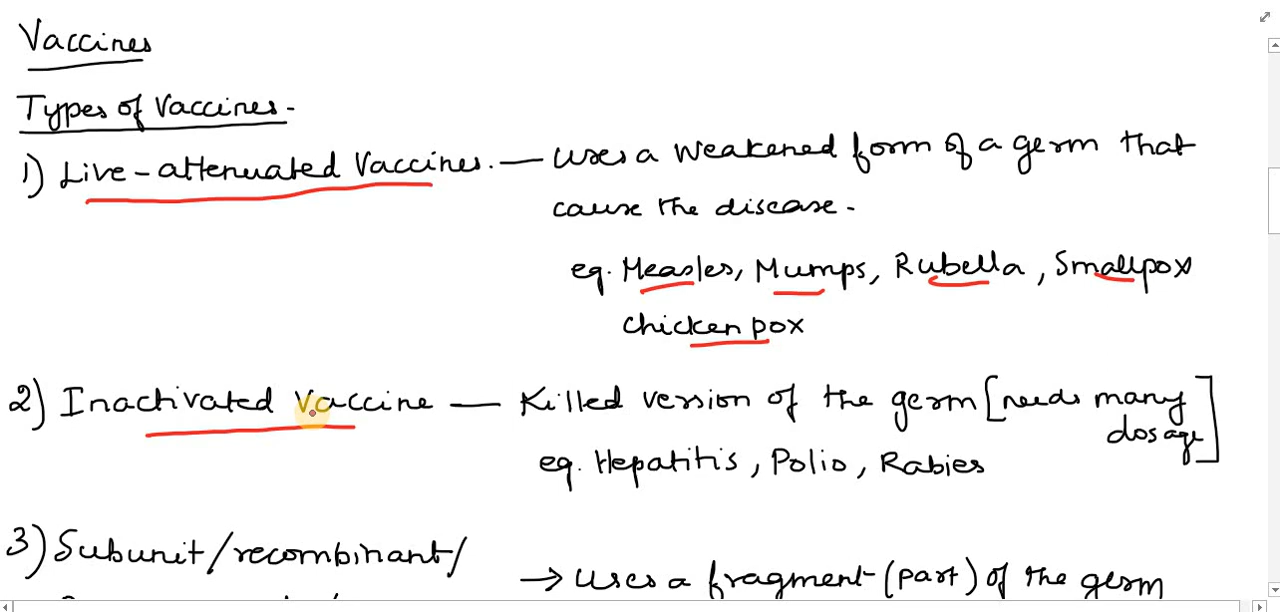 Vaccines
Types of Vaccines -
1) Live-attenuated Vaccines. — uses a weakened form of a germ that
cause the disease -
eg. Measles, Mumps, Rubella, Smallpox
Chicken pox
2) Inactivated Vaccine — Killed version of the germ [needs many
dosage]
eg. Hepatitis, Polio, Rabies
3) Subunit/recombinant/
→ uses a fragment (part) of the germ